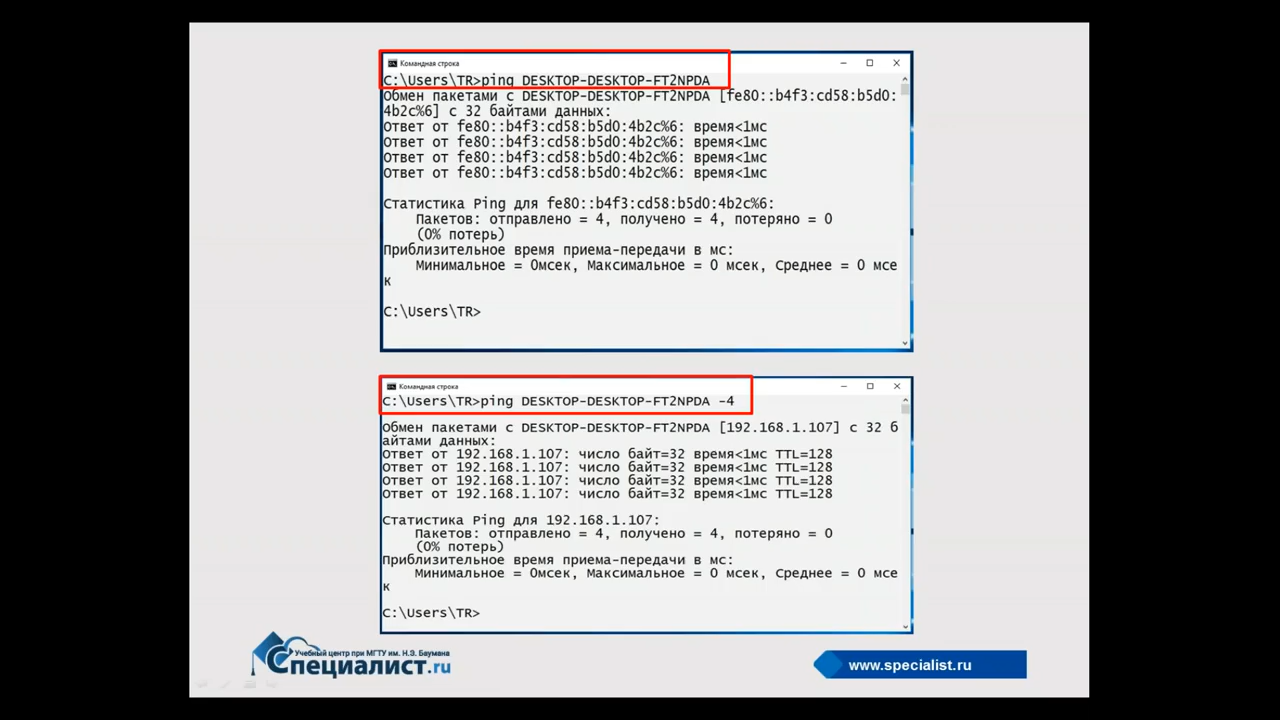 Командная строка
C:\Users\TR>ping DESKTOP-DESKTOP-FT2NPDA
Обмен пакетами с DESKTOP-DESKTOP-FT2NPDA [fe80::b4f3:cd58:b5d0:
4b2c%6] с 32 байтами данных:
Ответ от fe80::b4f3:cd58:b5d0:4b2c%6: время<1мс
Ответ от fe80::b4f3:cd58:b5d0:4b2c%6: время<1мс
Ответ от fe80::b4f3:cd58:b5d0:4b2c%6: время<1мс
Ответ от fe80::b4f3:cd58:b5d0:4b2c%6: время<1мс
Статистика Ping для fe80::b4f3:cd58:b5d0:4b2c%6:
Пакетов: отправлено = 4, получено = 4, потеряно = 0
(0% потерь)
Приблизительное время приема-передачи в мс:
Минимальное = 0мсек, Максимальное = 0 мсек, Среднее = 0 мсе
к
C:\Users\TR>
Командная строка
C:\Users\TR>ping DESKTOP-DESKTOP-FT2NPDA -4
Обмен пакетами с DESKTOP-DESKTOP-FT2NPDA [192.168.1.107] с 32 б
айтами данных:
Ответ от 192.168.1.107: число байт=32 время<1мс TTL=128
Ответ от 192.168.1.107: число байт=32 время<1мс TTL=128
Ответ от 192.168.1.107: число байт=32 время<1мс TTL=128
Ответ от 192.168.1.107: число байт=32 время<1мс TTL=128
Статистика Ping для 192.168.1.107:
Пакетов: отправлено = 4, получено = 4, потеряно = 0
(0% потерь)
Приблизительное время приема-передачи в мс:
Минимальное = 0мсек, Максимальное = 0 мсек, Среднее = 0 мсе
к
C:\Users\TR>
Учебный центр при МГТУ им. Н.Э. Баумана
Специалист.ru
www.specialist.ru